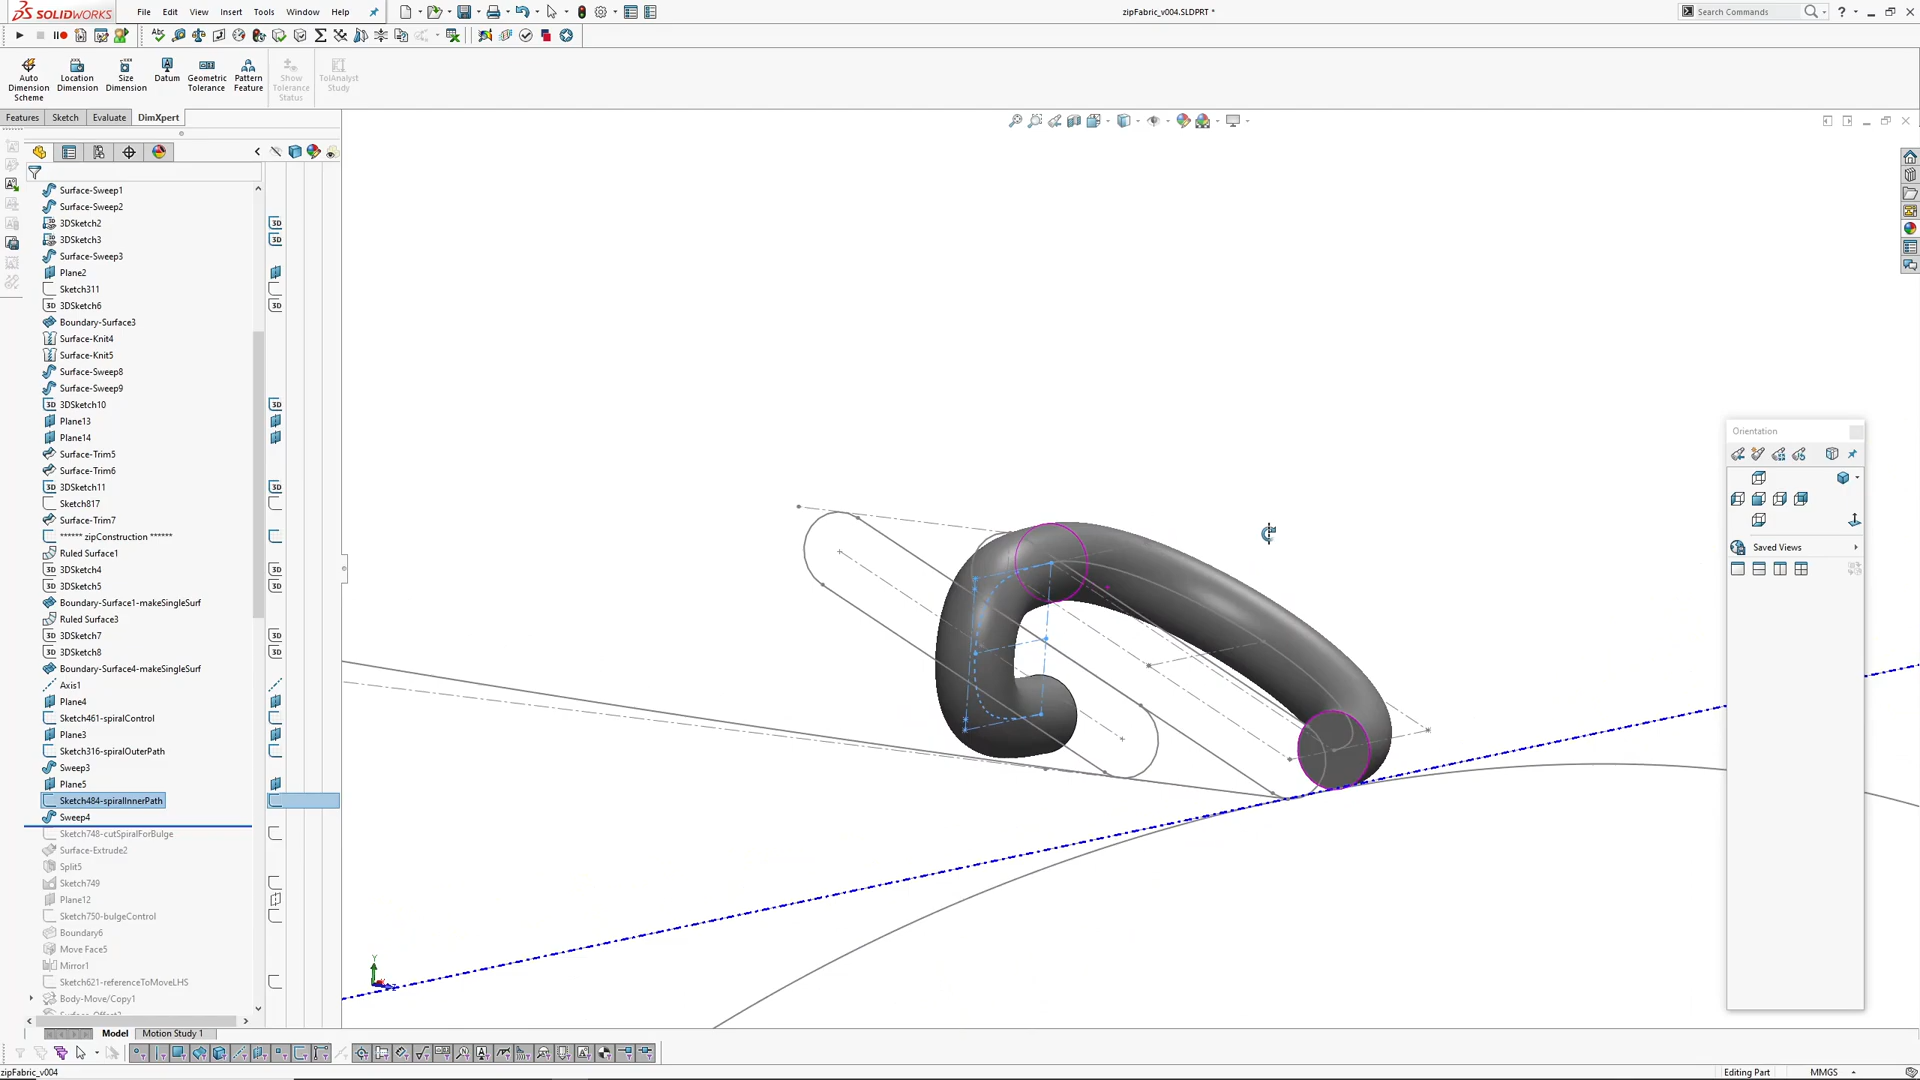 SOLIDWORKS
File Edit View Insert Tools Window Help
zipFabric_v004.SLDPRT *
Search Commands
Auto Dimension Scheme
Location Dimension
Size Dimension
Datum
Geometric Tolerance
Pattern Feature
Show Tolerance Status
TolAnalyst Study
Features Sketch Evaluate DimXpert
Surface-Sweep1
Surface-Sweep2
3DSketch2
3DSketch3
Surface-Sweep3
Plane2
Sketch311
3DSketch6
Boundary-Surface3
Surface-Knit4
Surface-Knit5
Surface-Sweep8
Surface-Sweep9
3DSketch10
Plane13
Plane14
Surface-Trim5
Surface-Trim6
3DSketch11
Sketch817
Surface-Trim7
****** zipConstruction ******
Ruled Surface1
3DSketch4
3DSketch5
Boundary-Surface1-makeSingleSurf
Ruled Surface3
3DSketch7
3DSketch8
Boundary-Surface4-makeSingleSurf
Axis1
Plane4
Sketch461-spiralControl
Plane3
Sketch316-spiralOuterPath
Sweep3
Plane5
Sketch484-spiralInnerPath
Sweep4
Sketch748-cutSpiralForBulge
Surface-Extrude2
Split5
Sketch749
Plane12
Sketch750-bulgeControl
Boundary6
Move Face5
Mirror1
Sketch621-referenceToMoveLHS
Body-Move/Copy1
Orientation
Saved Views
Y
Model Motion Study 1
zipFabric_v004
Editing Part
MMGS